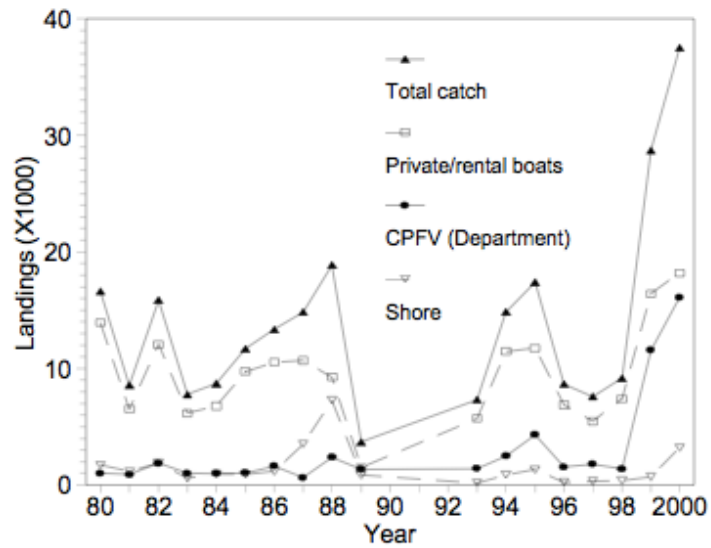 40
30
20
10
0
Landings (X1000)
Total catch
Private/rental boats
CPFV (Department)
Shore
80 82 84 86 88 90 92 94 96 98 2000
Year